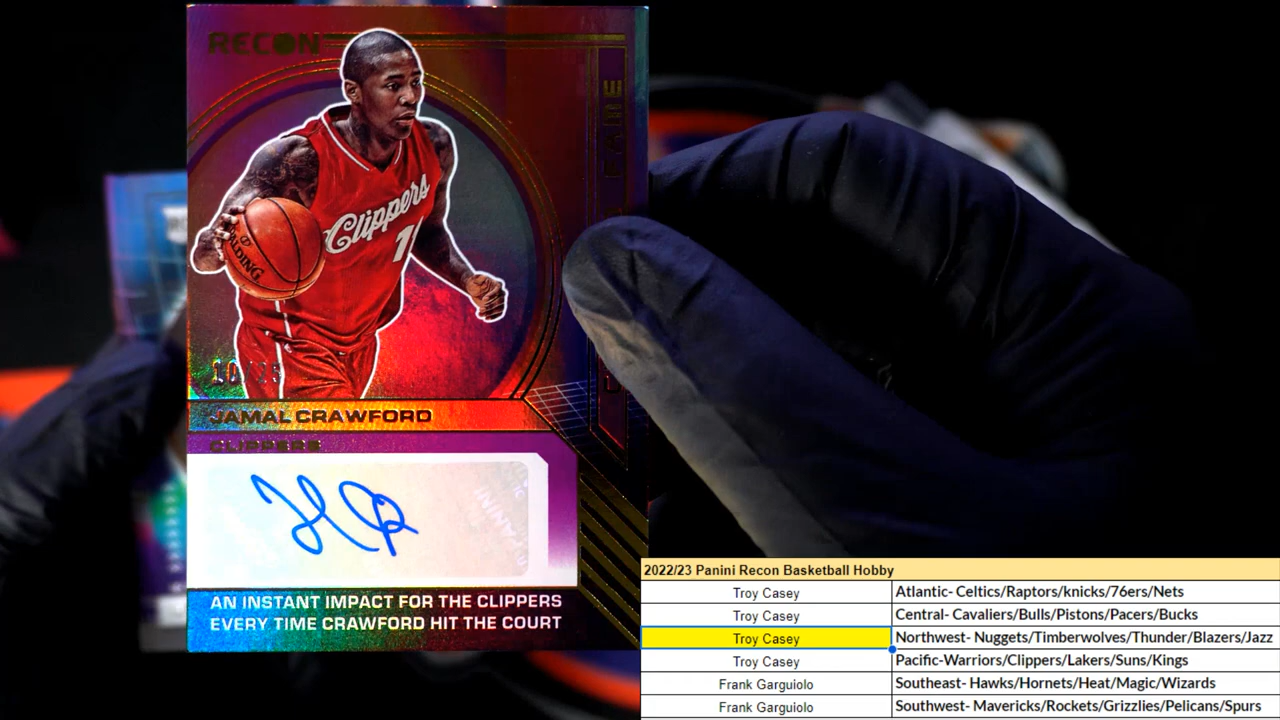 RECON
FAME
SPALDING
Clippers
JAMAL CRAWFORD
CLIPPERS
PANINI
AN INSTANT IMPACT FOR THE CLIPPERS
EVERY TIME CRAWFORD HIT THE COURT
2022/23 Panini Recon Basketball Hobby
Troy Casey Atlantic- Celtics/Raptors/knicks/76ers/Nets
Troy Casey Central- Cavaliers/Bulls/Pistons/Pacers/Bucks
Troy Casey Northwest- Nuggets/Timberwolves/Thunder/Blazers/Jazz
Troy Casey Pacific-Warriors/Clippers/Lakers/Suns/Kings
Frank Garguiolo Southeast- Hawks/Hornets/Heat/Magic/Wizards
Frank Garguiolo Southwest- Mavericks/Rockets/Grizzlies/Pelicans/Spurs